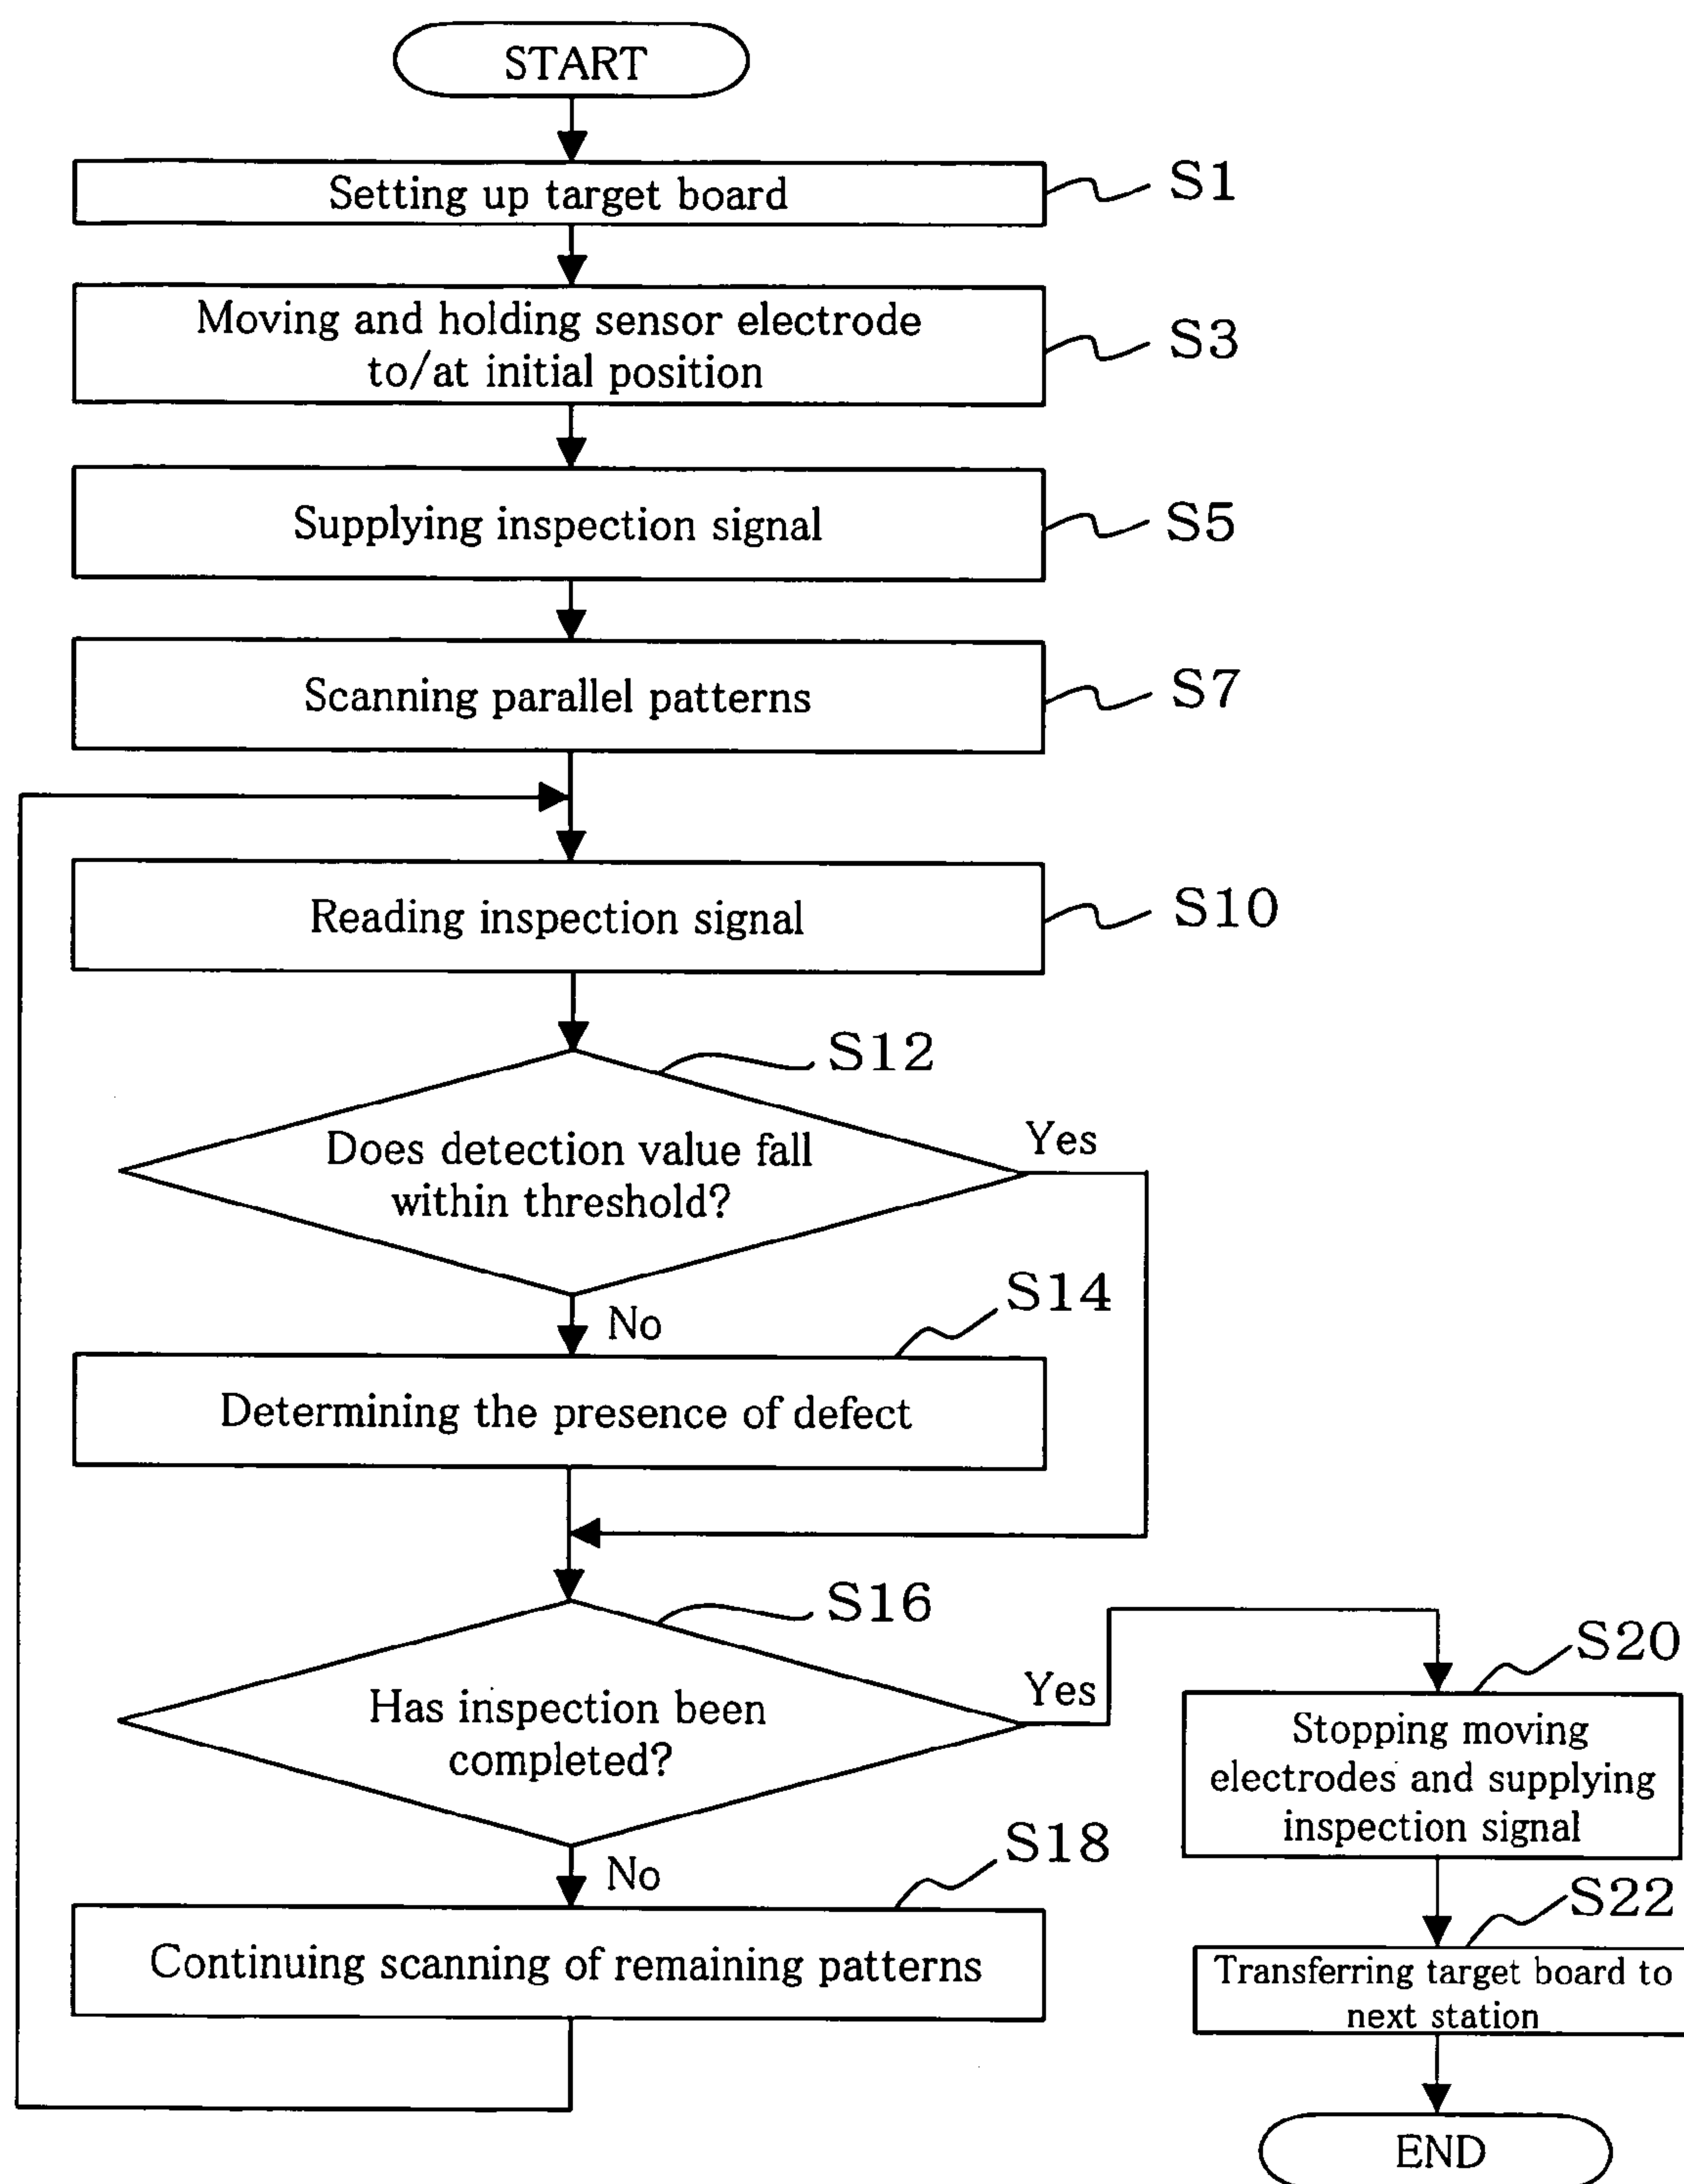 START
Setting up target board
S1
Moving and holding sensor electrode
to/at initial position
S3
Supplying inspection signal
S5
Scanning parallel patterns
S7
Reading inspection signal
S10
S12
Does detection value fall
within threshold?
Yes
No
S14
Determining the presence of defect
S16
Has inspection been
completed?
Yes
No
S18
Continuing scanning of remaining patterns
S20
Stopping moving
electrodes and supplying
inspection signal
S22
Transferring target board to
next station
END